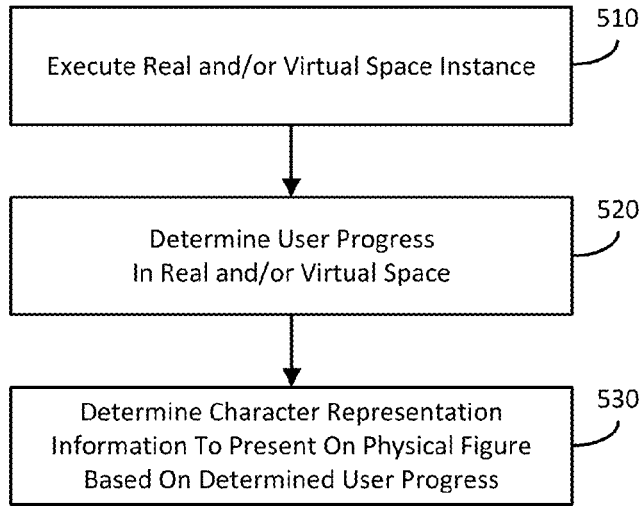 510
Execute Real and/or Virtual Space Instance
520
Determine User Progress
In Real and/or Virtual Space
530
Determine Character Representation
Information To Present On Physical Figure
Based On Determined User Progress